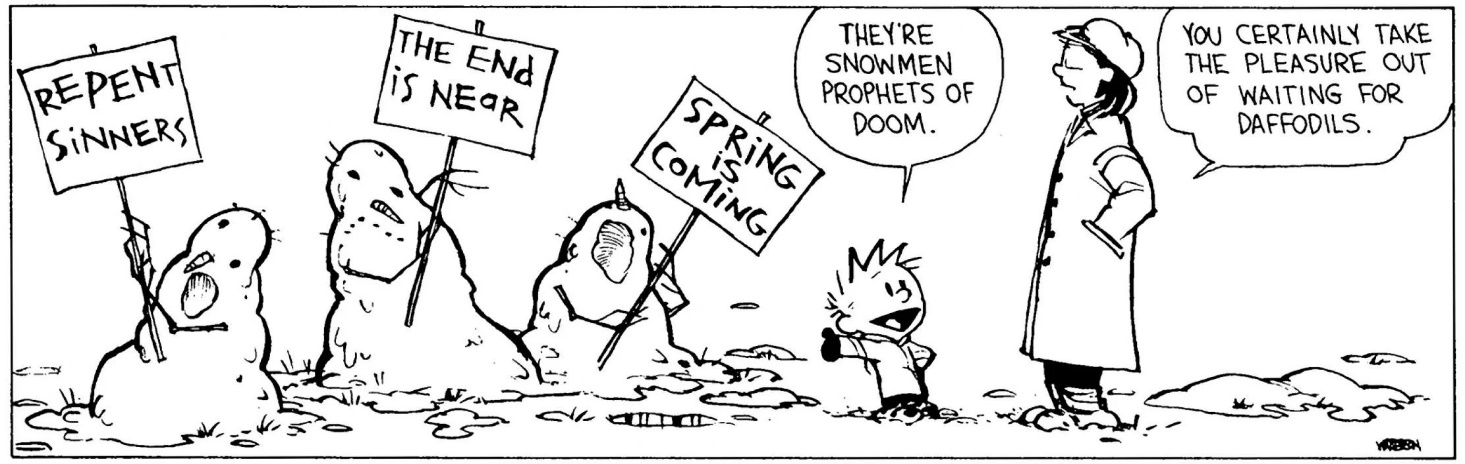 REPENT
SiNNERS
THE ENd
iS NEaR
SPRiNG
iS
COMiNG
THEY'RE
SNOWMEN
PROPHETS OF
DOOM.
YOU CERTAINLY TAKE
THE PLEASURE OUT
OF WAITING FOR
DAFFODILS.
WATTERSON